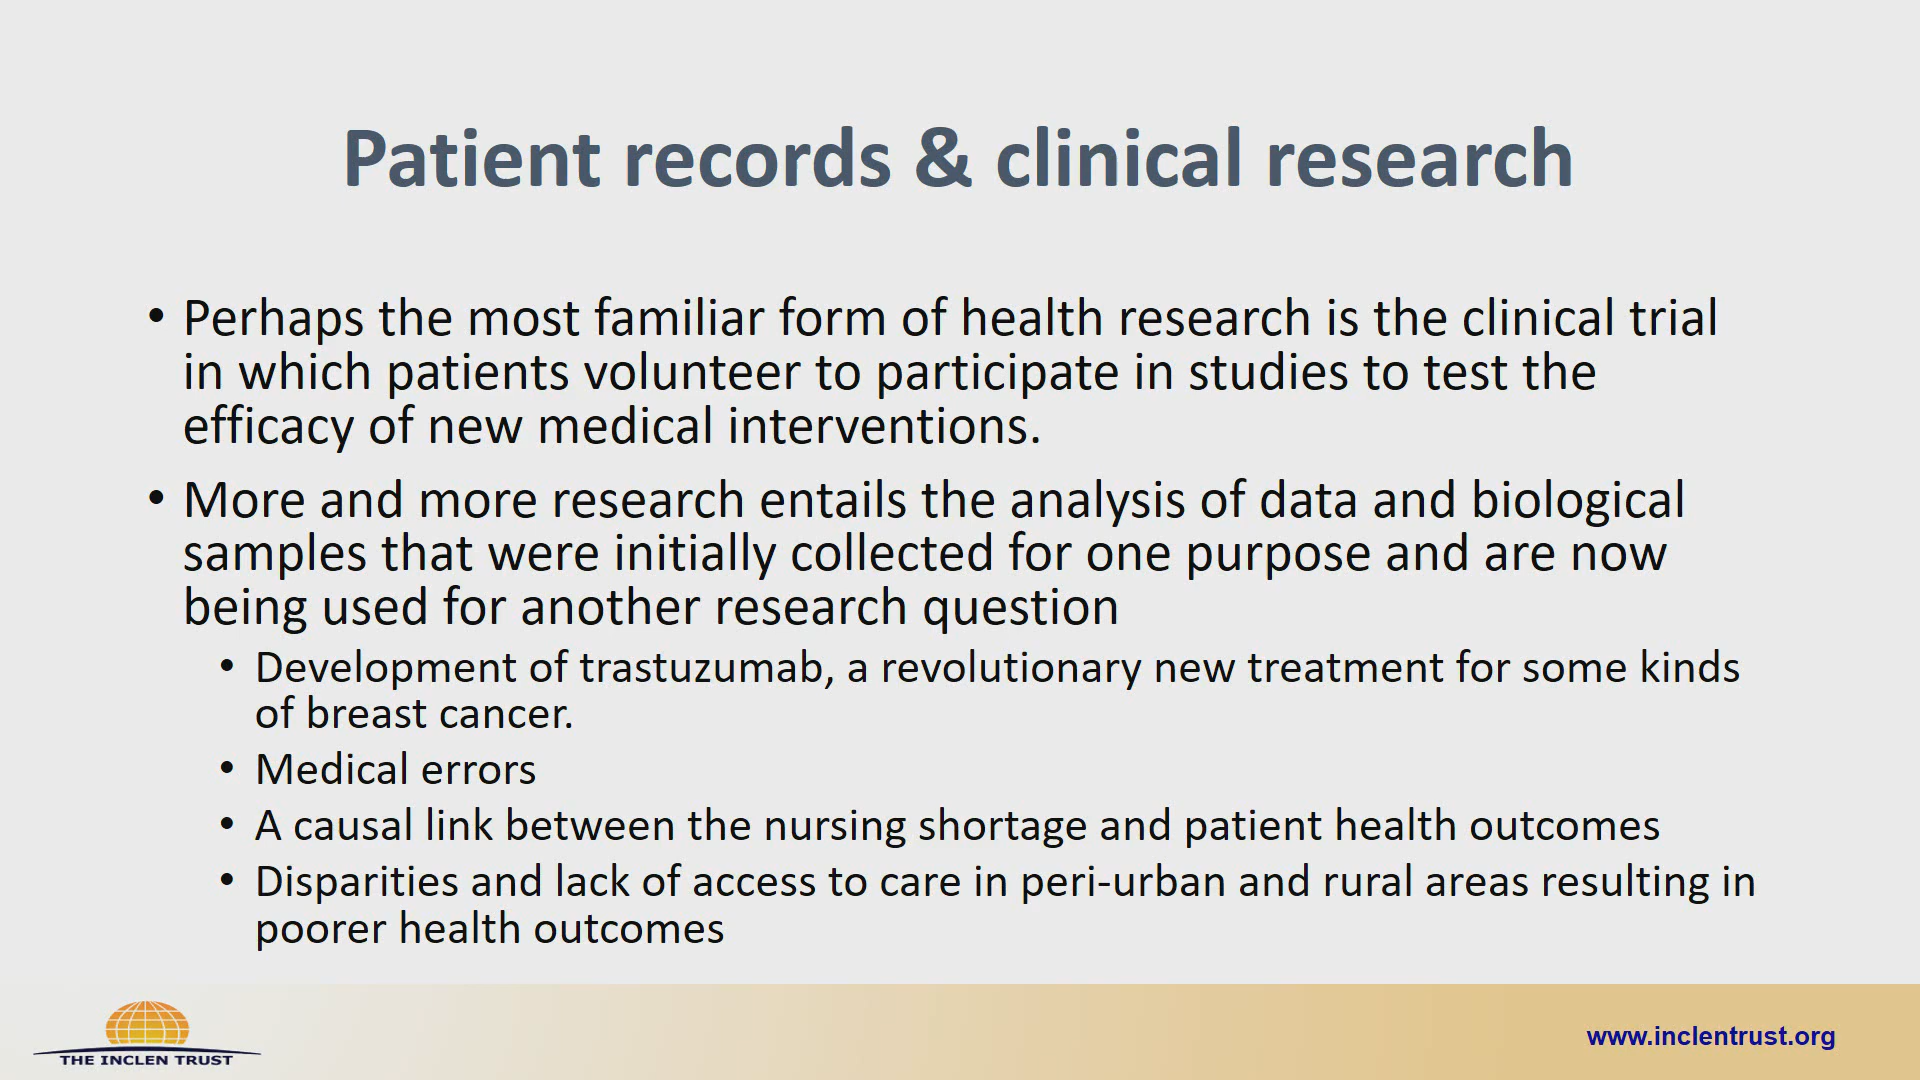 Patient records & clinical research
• Perhaps the most familiar form of health research is the clinical trial
in which patients volunteer to participate in studies to test the
efficacy of new medical interventions.
• More and more research entails the analysis of data and biological
samples that were initially collected for one purpose and are now
being used for another research question
• Development of trastuzumab, a revolutionary new treatment for some kinds
of breast cancer.
• Medical errors
• A causal link between the nursing shortage and patient health outcomes
• Disparities and lack of access to care in peri-urban and rural areas resulting in
poorer health outcomes
THE INCLEN TRUST
www.inclentrust.org